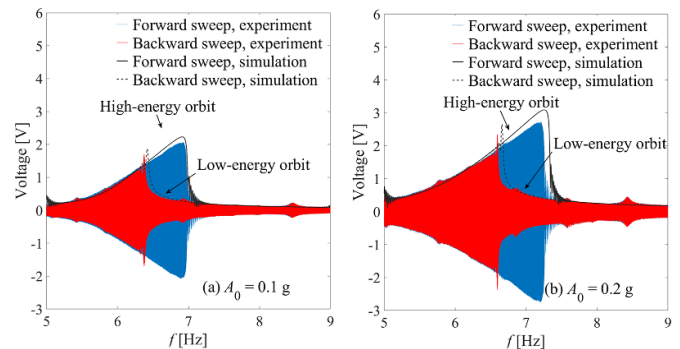 6
5
4
3
2
1
0
-1
-2
-3
Voltage [V]
Forward sweep, experiment
Backward sweep, experiment
Forward sweep, simulation
Backward sweep, simulation
High-energy orbit
Low-energy orbit
(a) A₀ = 0.1 g
5 6 7 8 9
f [Hz]
6
5
4
3
2
1
0
-1
-2
-3
Voltage [V]
Forward sweep, experiment
Backward sweep, experiment
Forward sweep, simulation
Backward sweep, simulation
High-energy orbit
Low-energy orbit
(b) A₀ = 0.2 g
5 6 7 8 9
f [Hz]